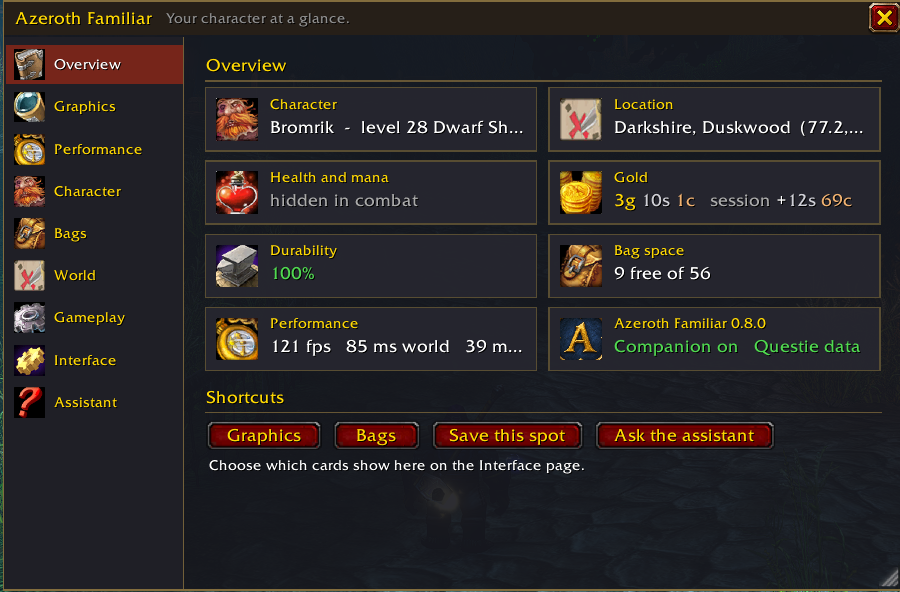 Azeroth Familiar Your character at a glance.
Overview
Graphics
Performance
Character
Bags
World
Gameplay
Interface
Assistant
Overview
Character
Bromrik - level 28 Dwarf Sh...
Location
Darkshire, Duskwood (77.2,...
Health and mana
hidden in combat
Gold
3g 10s 1c session +12s 69c
Durability
100%
Bag space
9 free of 56
Performance
121 fps 85 ms world 39 m...
Azeroth Familiar 0.8.0
Companion on Questie data
Shortcuts
Graphics Bags Save this spot Ask the assistant
Choose which cards show here on the Interface page.